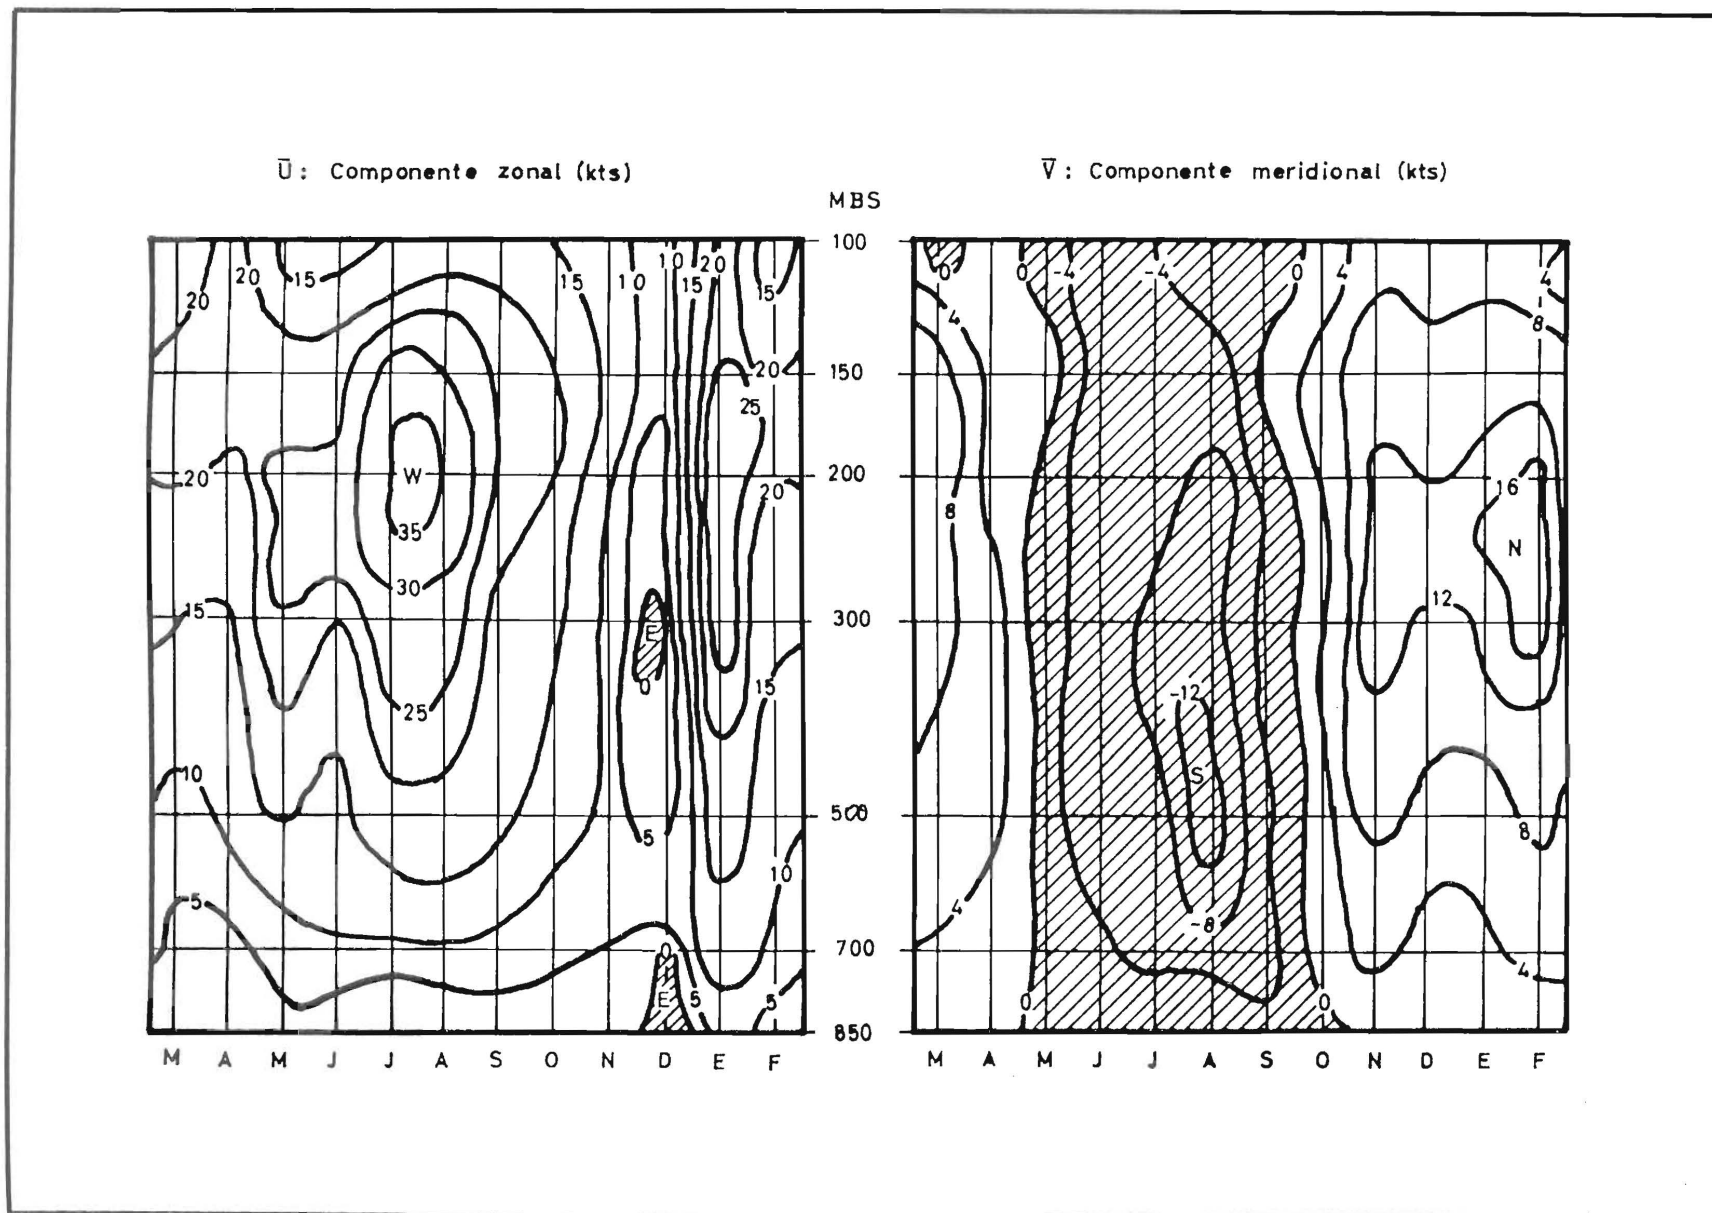 Ū: Componente zonal (kts)
V̄: Componente meridional (kts)
MBS
100
150
200
300
500
700
850
20 20 15 15 10 10 15 20 15
20 25
20 W 35 30 20
15 E 0 25 15
10 5 10
5 0 E 5 5
M A M J J A S O N D E F
0 0 -4 -4 0 4 4
4 8
8 16 N
12
-12 S
8
4 -8
4
0 0
M A M J J A S O N D E F